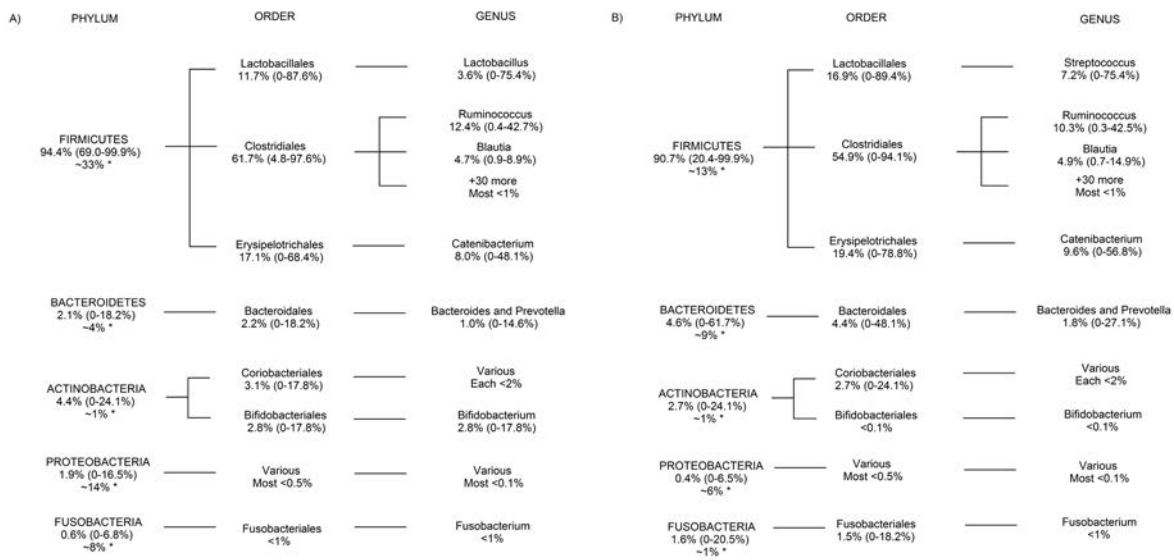 A) PHYLUM ORDER GENUS
Lactobacillales
11.7% (0-87.6%)
Lactobacillus
3.6% (0-75.4%)
FIRMICUTES
94.4% (69.0-99.9%)
~33% *
Clostridiales
61.7% (4.8-97.6%)
Ruminococcus
12.4% (0.4-42.7%)
Blautia
4.7% (0.9-8.9%)
+30 more
Most <1%
Erysipelotrichales
17.1% (0-68.4%)
Catenibacterium
8.0% (0-48.1%)
BACTEROIDETES
2.1% (0-18.2%)
~4% *
Bacteroidales
2.2% (0-18.2%)
Bacteroides and Prevotella
1.0% (0-14.6%)
ACTINOBACTERIA
4.4% (0-24.1%)
~1% *
Coriobacteriales
3.1% (0-17.8%)
Various
Each <2%
Bifidobacteriales
2.8% (0-17.8%)
Bifidobacterium
2.8% (0-17.8%)
PROTEOBACTERIA
1.9% (0-16.5%)
~14% *
Various
Most <0.5%
Various
Most <0.1%
FUSOBACTERIA
0.6% (0-6.8%)
~8% *
Fusobacteriales
<1%
Fusobacterium
<1%
B) PHYLUM ORDER GENUS
Lactobacillales
16.9% (0-89.4%)
Streptococcus
7.2% (0-75.4%)
FIRMICUTES
90.7% (20.4-99.9%)
~13% *
Clostridiales
54.9% (0-94.1%)
Ruminococcus
10.3% (0.3-42.5%)
Blautia
4.9% (0.7-14.9%)
+30 more
Most <1%
Erysipelotrichales
19.4% (0-78.8%)
Catenibacterium
9.6% (0-56.8%)
BACTEROIDETES
4.6% (0-61.7%)
~9% *
Bacteroidales
4.4% (0-48.1%)
Bacteroides and Prevotella
1.8% (0-27.1%)
ACTINOBACTERIA
2.7% (0-24.1%)
~1% *
Coriobacteriales
2.7% (0-24.1%)
Various
Each <2%
Bifidobacteriales
<0.1%
Bifidobacterium
<0.1%
PROTEOBACTERIA
0.4% (0-6.5%)
~6% *
Various
Most <0.5%
Various
Most <0.1%
FUSOBACTERIA
1.6% (0-20.5%)
~1% *
Fusobacteriales
1.5% (0-18.2%)
Fusobacterium
<1%